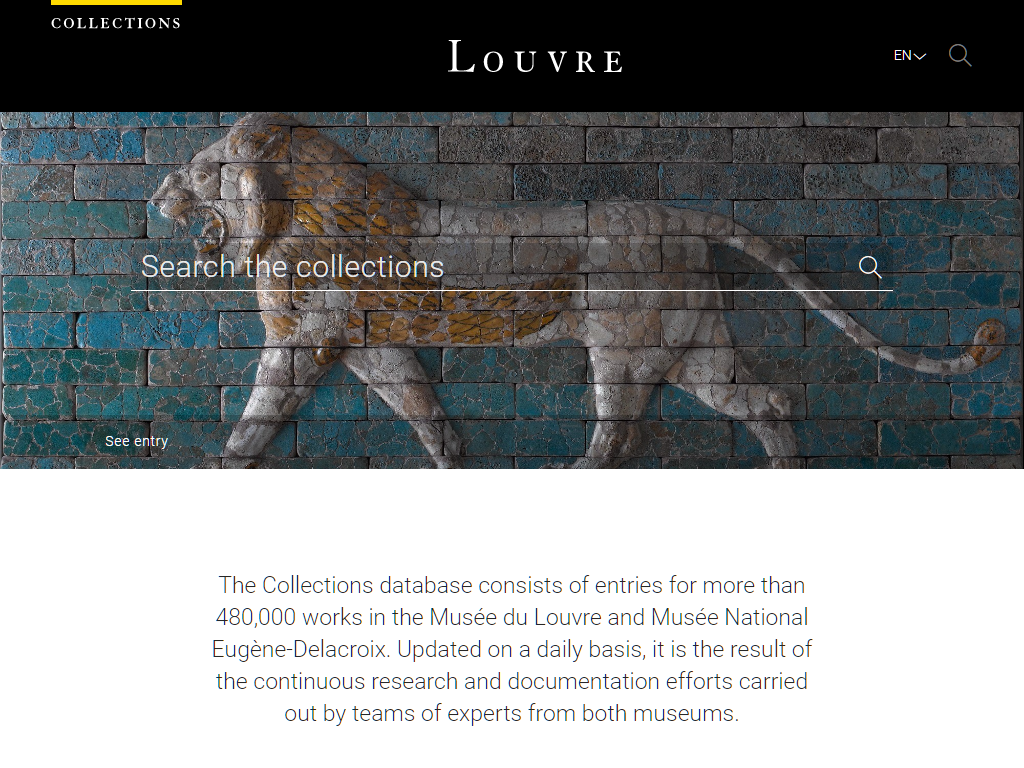 COLLECTIONS
LOUVRE
EN
Search the collections
See entry
The Collections database consists of entries for more than
480,000 works in the Musée du Louvre and Musée National
Eugène-Delacroix. Updated on a daily basis, it is the result of
the continuous research and documentation efforts carried
out by teams of experts from both museums.